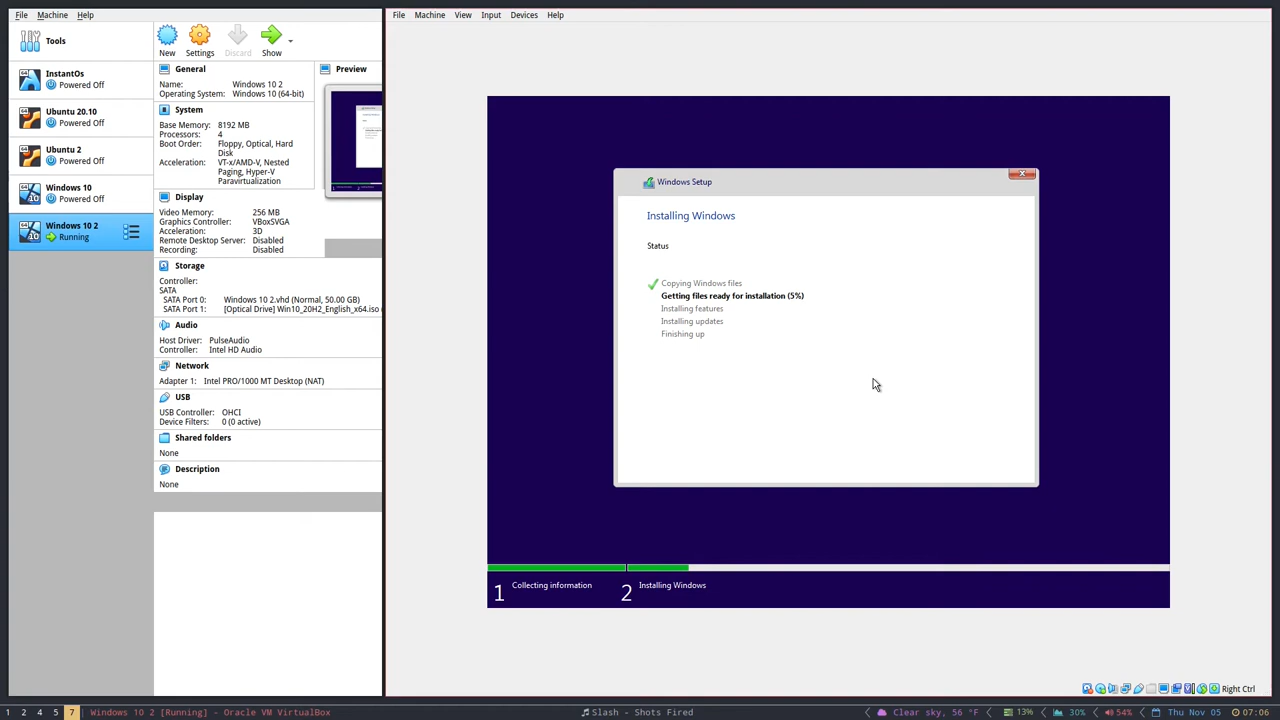 File Machine Help
Tools
InstantOs
Powered Off
Ubuntu 20.10
Powered Off
Ubuntu 2
Powered Off
Windows 10
Powered Off
Windows 10 2
Running
New Settings Discard Show
General
Name: Windows 10 2
Operating System: Windows 10 (64-bit)
System
Base Memory: 8192 MB
Processors: 4
Boot Order: Floppy, Optical, Hard
Disk
Acceleration: VT-x/AMD-V, Nested
Paging, Hyper-V
Paravirtualization
Preview
Display
Video Memory: 256 MB
Graphics Controller: VBoxSVGA
Acceleration: 3D
Remote Desktop Server: Disabled
Recording: Disabled
Storage
Controller:
SATA
SATA Port 0: Windows 10 2.vhd (Normal, 50.00 GB)
SATA Port 1: [Optical Drive] Win10_20H2_English_x64.iso (
Audio
Host Driver: PulseAudio
Controller: Intel HD Audio
Network
Adapter 1: Intel PRO/1000 MT Desktop (NAT)
USB
USB Controller: OHCI
Device Filters: 0 (0 active)
Shared folders
None
Description
None
File Machine View Input Devices Help
Windows Setup
Installing Windows
Status
Copying Windows files
Getting files ready for installation (5%)
Installing features
Installing updates
Finishing up
1 Collecting information 2 Installing Windows
Right Ctrl
1 2 4 5 7 Windows 10 2 [Running] - Oracle VM VirtualBox Slash - Shots Fired Clear sky, 56 °F 13% 30% 54% Thu Nov 05 07:06